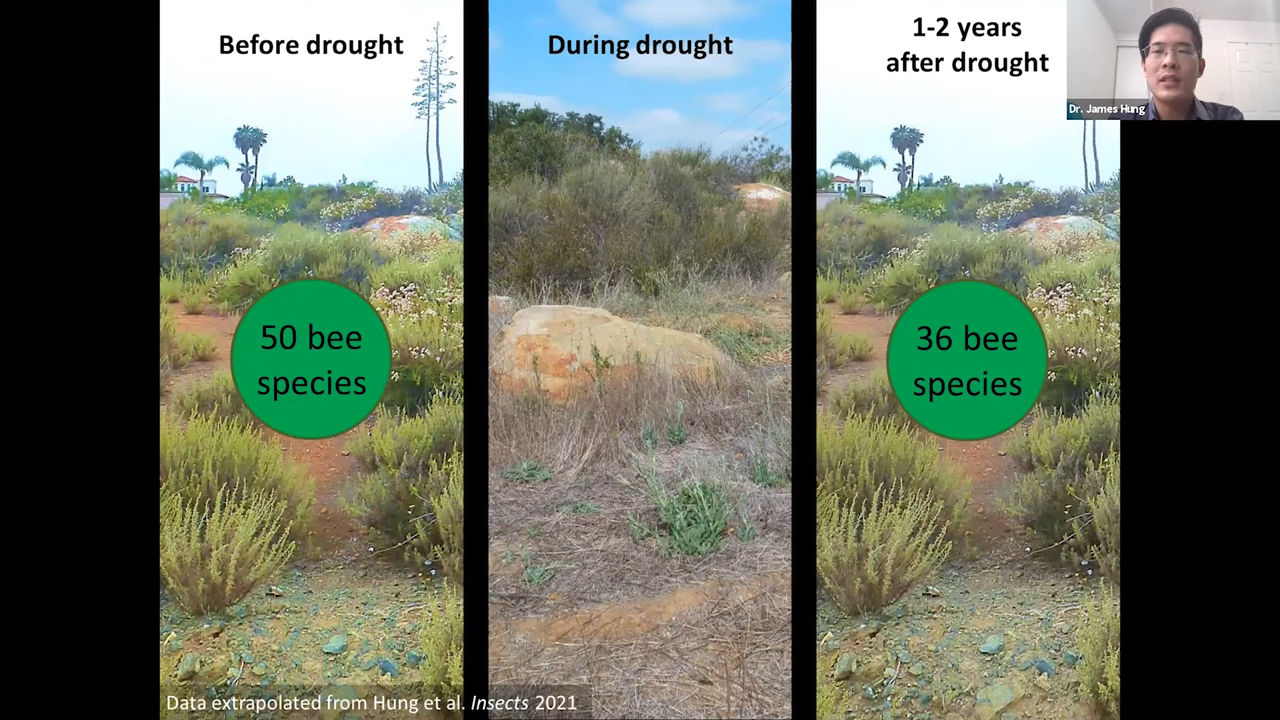 Before drought
During drought
1-2 years
after drought
Dr. James Hung
50 bee
species
36 bee
species
Data extrapolated from Hung et al. Insects 2021